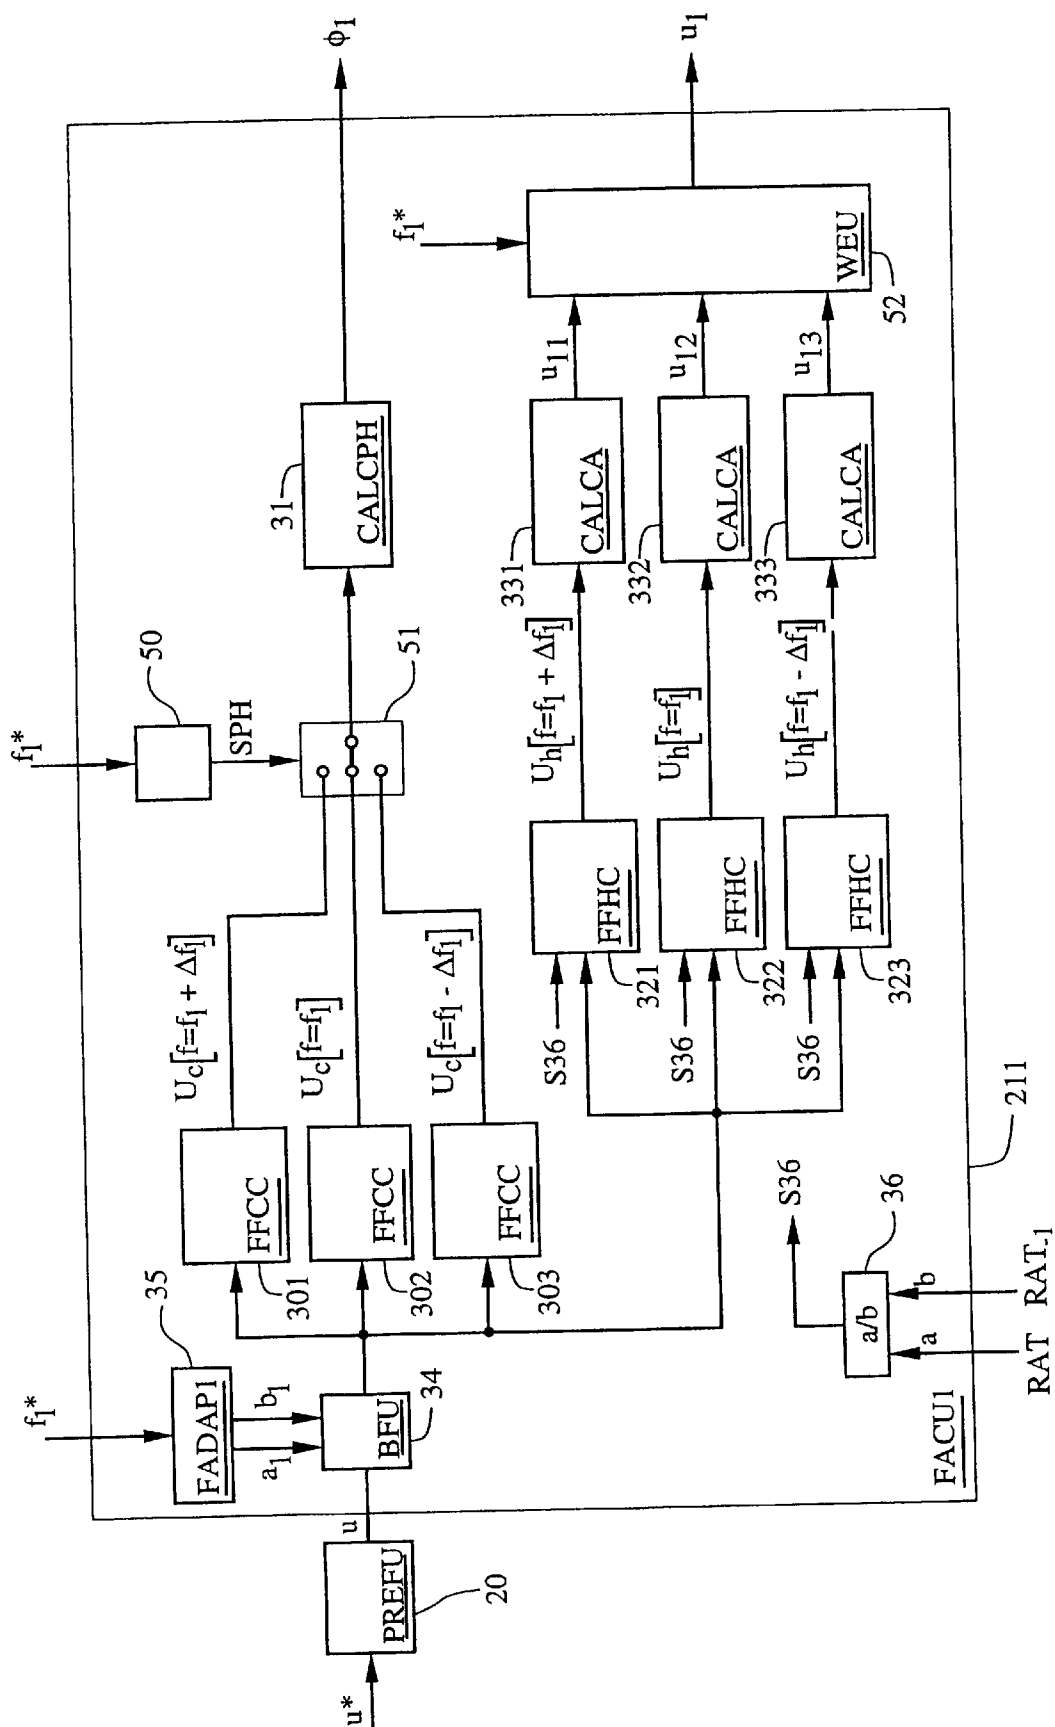 u*
PREFU
20
u
f1*
FADAP1
35
a1
b1
BFU
34
FFCC
301
FFCC
302
FFCC
303
Uc[f=f1 + Δf1]
Uc[f=f1]
Uc[f=f1 - Δf1]
f1*
50
SPH
51
31
CALCPH
ϕ1
S36
FFHC
321
S36
FFHC
322
S36
FFHC
323
Uh[f=f1 + Δf1]
Uh[f=f1]
Uh[f=f1 - Δf1]
331
CALCA
332
CALCA
333
CALCA
u11
u12
u13
f1*
WEU
52
u1
S36
36
a/b
a
b
RAT
RAT-1
FACU1
211